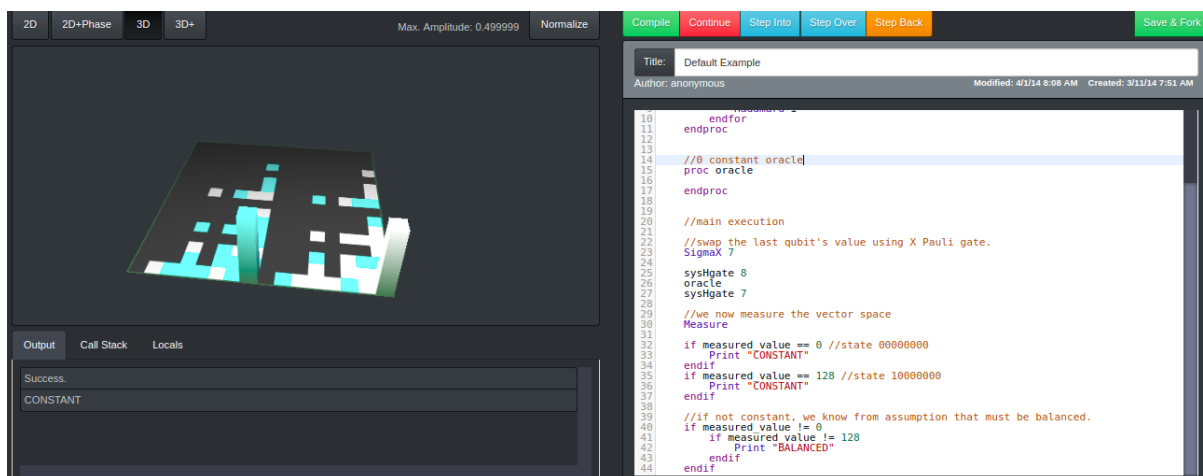 2D 2D+Phase 3D 3D+ Max. Amplitude: 0.499999 Normalize
Compile Continue Step Into Step Over Step Back Save & Fork
Title: Default Example
Author: anonymous Modified: 4/1/14 8:08 AM Created: 3/11/14 7:51 AM
10 endfor
11 endproc
12
13
14 //0 constant oracle
15 proc oracle
16
17 endproc
18
19
20 //main execution
21
22 //swap the last qubit's value using X Pauli gate.
23 SigmaX 7
24
25 sysHgate 8
26 oracle
27 sysHgate 7
28
29 //we now measure the vector space
30 Measure
31
32 if measured_value == 0 //state 00000000
33 Print "CONSTANT"
34 endif
35 if measured_value == 128 //state 10000000
36 Print "CONSTANT"
37 endif
38
39 //if not constant, we know from assumption that must be balanced.
40 if measured_value != 0
41 if measured_value != 128
42 Print "BALANCED"
43 endif
44 endif
Output Call Stack Locals
Success.
CONSTANT